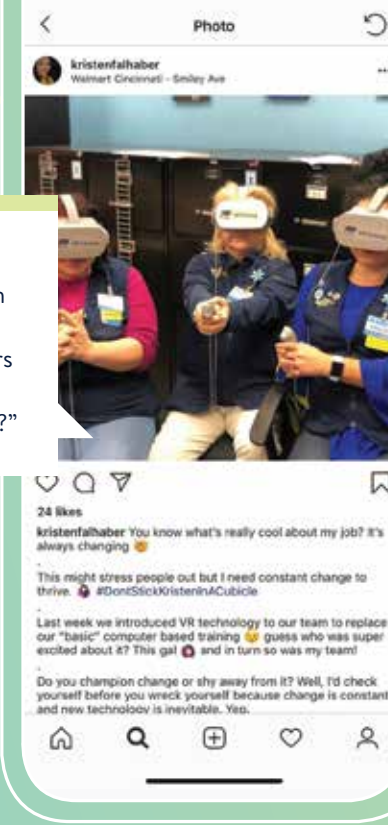 Photo
kristenfalhaber
Walmart Cincinnati - Smiley Ave
n
rs
?”
24 likes
kristenfalhaber You know what's really cool about my job? It's
always changing
.
This might stress people out but I need constant change to
thrive. #DontStickKristenInACubicle
.
Last week we introduced VR technology to our team to replace
our "basic" computer based training guess who was super
excited about it? This gal and in turn so was my team!
.
Do you champion change or shy away from it? Well, I'd check
yourself before you wreck yourself because change is constant
and new technology is inevitable. Yep.